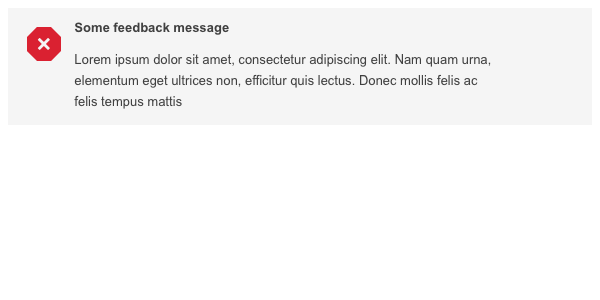 Some feedback message
Lorem ipsum dolor sit amet, consectetur adipiscing elit. Nam quam urna,
elementum eget ultrices non, efficitur quis lectus. Donec mollis felis ac
felis tempus mattis